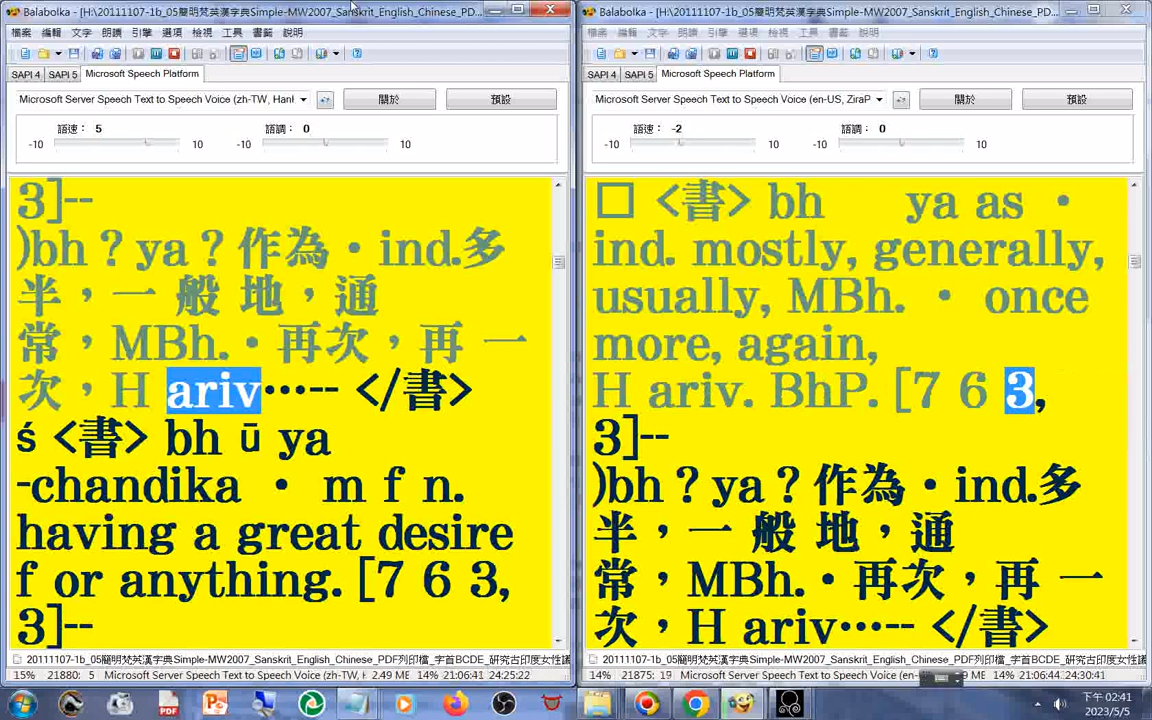 Balabolka - [H:\20111107-1b_05簡明梵英漢字典Simple-MW2007_Sanskrit_English_Chinese_PD...
檔案 編輯 文字 朗讀 引擎 選項 檢視 工具 書籤 說明
SAPI 4 SAPI 5 Microsoft Speech Platform
Microsoft Server Speech Text to Speech Voice (zh-TW, HanH 關於 預設
語速： 5 語調： 0
-10 10 -10 10
3]--
)bh ? ya ? 作為‧ind.多
半，一 般 地，通
常，MBh.‧再次，再 一
次，H ariv…-- </書>
ś <書> bh ū ya
-chandika ‧ m f n.
having a great desire
f or anything. [7 6 3,
3]--
20111107-1b_05簡明梵英漢字典Simple-MW2007_Sanskrit_English_Chinese_PDF列印檔_字首BCDE_研究古印度女性議
15% 21880: 5 Microsoft Speech Text to Speech Voice (zh-TW, H 2.49 ME 14% 21:06:41 24:25:22
Balabolka - [H:\20111107-1b_05簡明梵英漢字典Simple-MW2007_Sanskrit_English_Chinese_PD...
檔案 編輯 文字 朗讀 引擎 選項 檢視 工具 書籤 說明
SAPI 4 SAPI 5 Microsoft Speech Platform
Microsoft Server Speech Text to Speech Voice (en-US, ZiraP 關於 預設
語速： -2 語調： 0
-10 10 -10 10
□ <書> bh ya as ‧
ind. mostly, generally,
usually, MBh. ‧ once
more, again,
H ariv. BhP. [7 6 3,
3]--
)bh ? ya ? 作為‧ind.多
半，一 般 地，通
常，MBh.‧再次，再 一
次，H ariv…-- </書>
20111107-1b_05簡明梵英漢字典Simple-MW2007_Sanskrit_English_Chinese_PDF列印檔_字首BCDE_研究古印度女性議
14% 21875: 19 Microsoft Server Speech Text to Speech Voice (en-US 14% 21:06:44 24:30:41
下午 02:41
2023/5/5